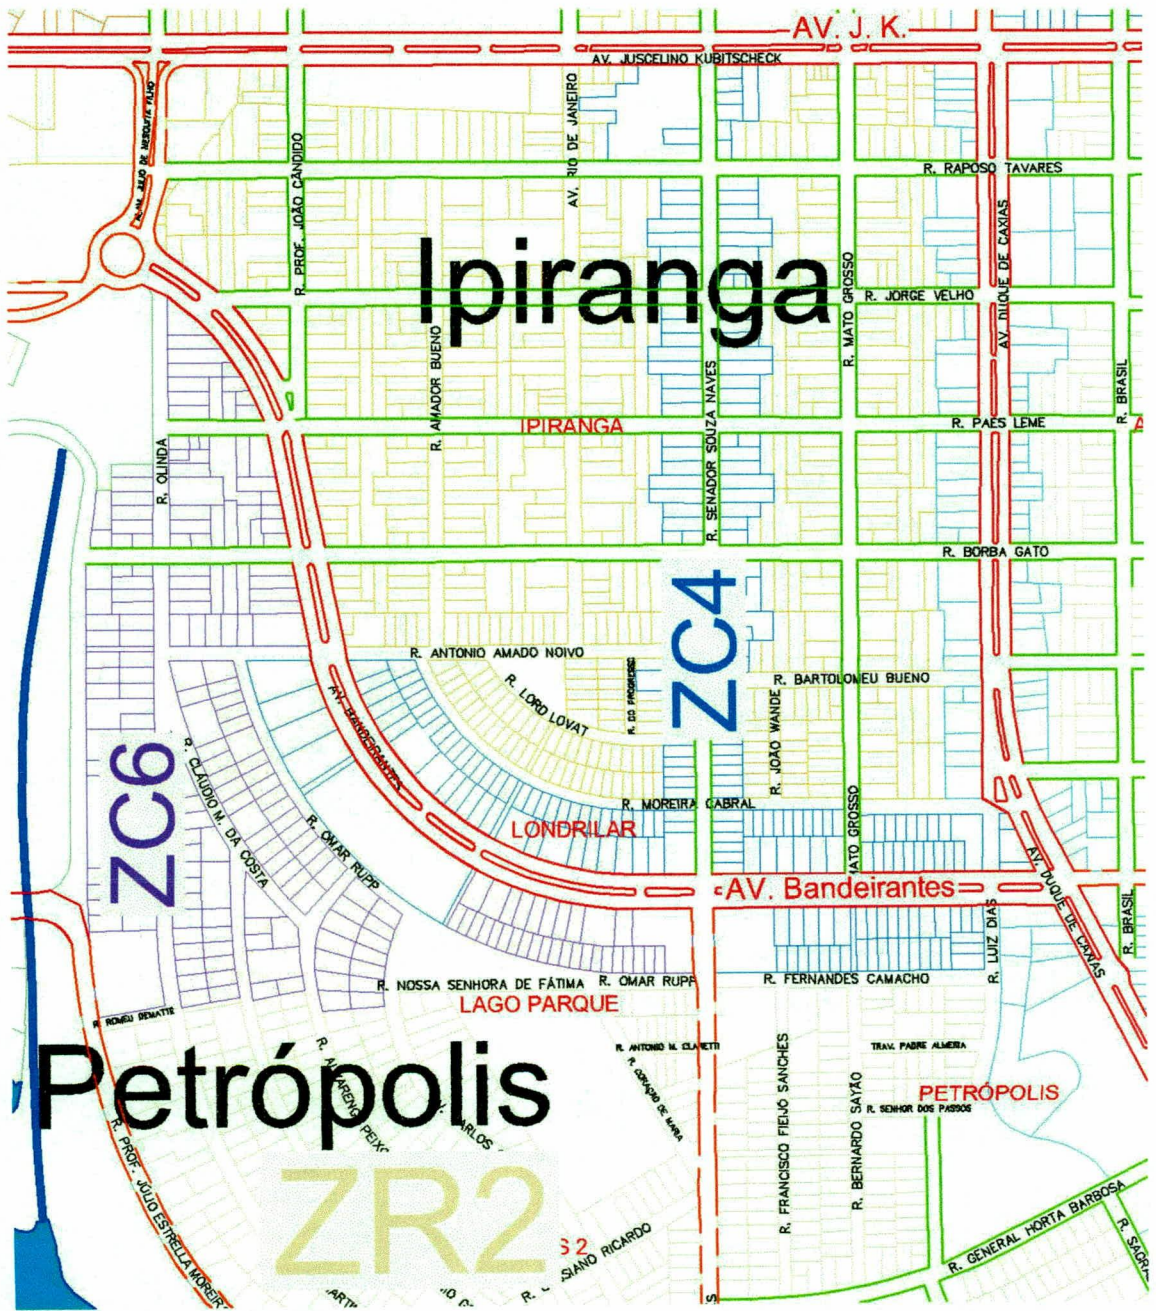 AV. J. K.
AV. JUSCELINO KUBITSCHECK
AV. RIO DE JANEIRO
R. PROF. JOÃO CÂNDIDO
R. RAPOSO TAVARES
Ipiranga
AV. DUQUE DE CAXIAS
R. MATO GROSSO
R. JORGE VELHO
R. AMADOR BUENO
R. SENADOR SOUZA NAVES
R. BRASIL
IPIRANGA
R. PAES LEME
R. OLINDA
R. BORBA GATO
ZC4
R. ANTONIO AMADO NOIVO
R. LORD LOVAT
R. DO PROGRESSO
R. BARTOLOMEU BUENO
R. JOÃO WANDE
AV. BANDEIRANTES
ZC6
R. CLAUDIO M. DA COSTA
R. OMAR RUPP
R. MOREIRA CABRAL
LONDRILAR
MATO GROSSO
AV. Bandeirantes
AV. DUQUE DE CAXIAS
R. LUIZ DIAS
R. BRASIL
R. NOSSA SENHORA DE FÁTIMA
R. OMAR RUPP
R. FERNANDES CAMACHO
LAGO PARQUE
R. ROMEU DEMATTE
Petrópolis
R. CORAÇÃO DE MARIA
R. FRANCISCO FIEIJÓ SANCHES
TRAV. PADRE ALMEIA
R. BERNARDO SAYÃO
PETRÓPOLIS
R. SENHOR DOS PASSOS
R. PROF. JÚLIO ESTRELLA MOREIR
ZR2
S 2
SIANO RICARDO
R. GENERAL HORTA BARBOSA